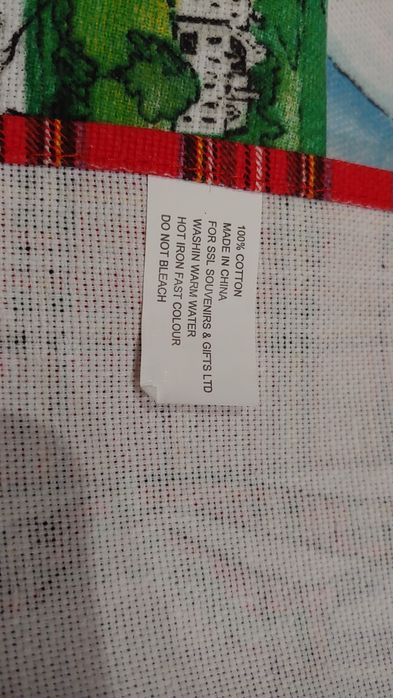 100% COTTON
MADE IN CHINA
FOR SSL SOUVENIRS & GIFTS LTD
WASHIN WARM WATER
HOT IRON FAST COLOUR
DO NOT BLEACH